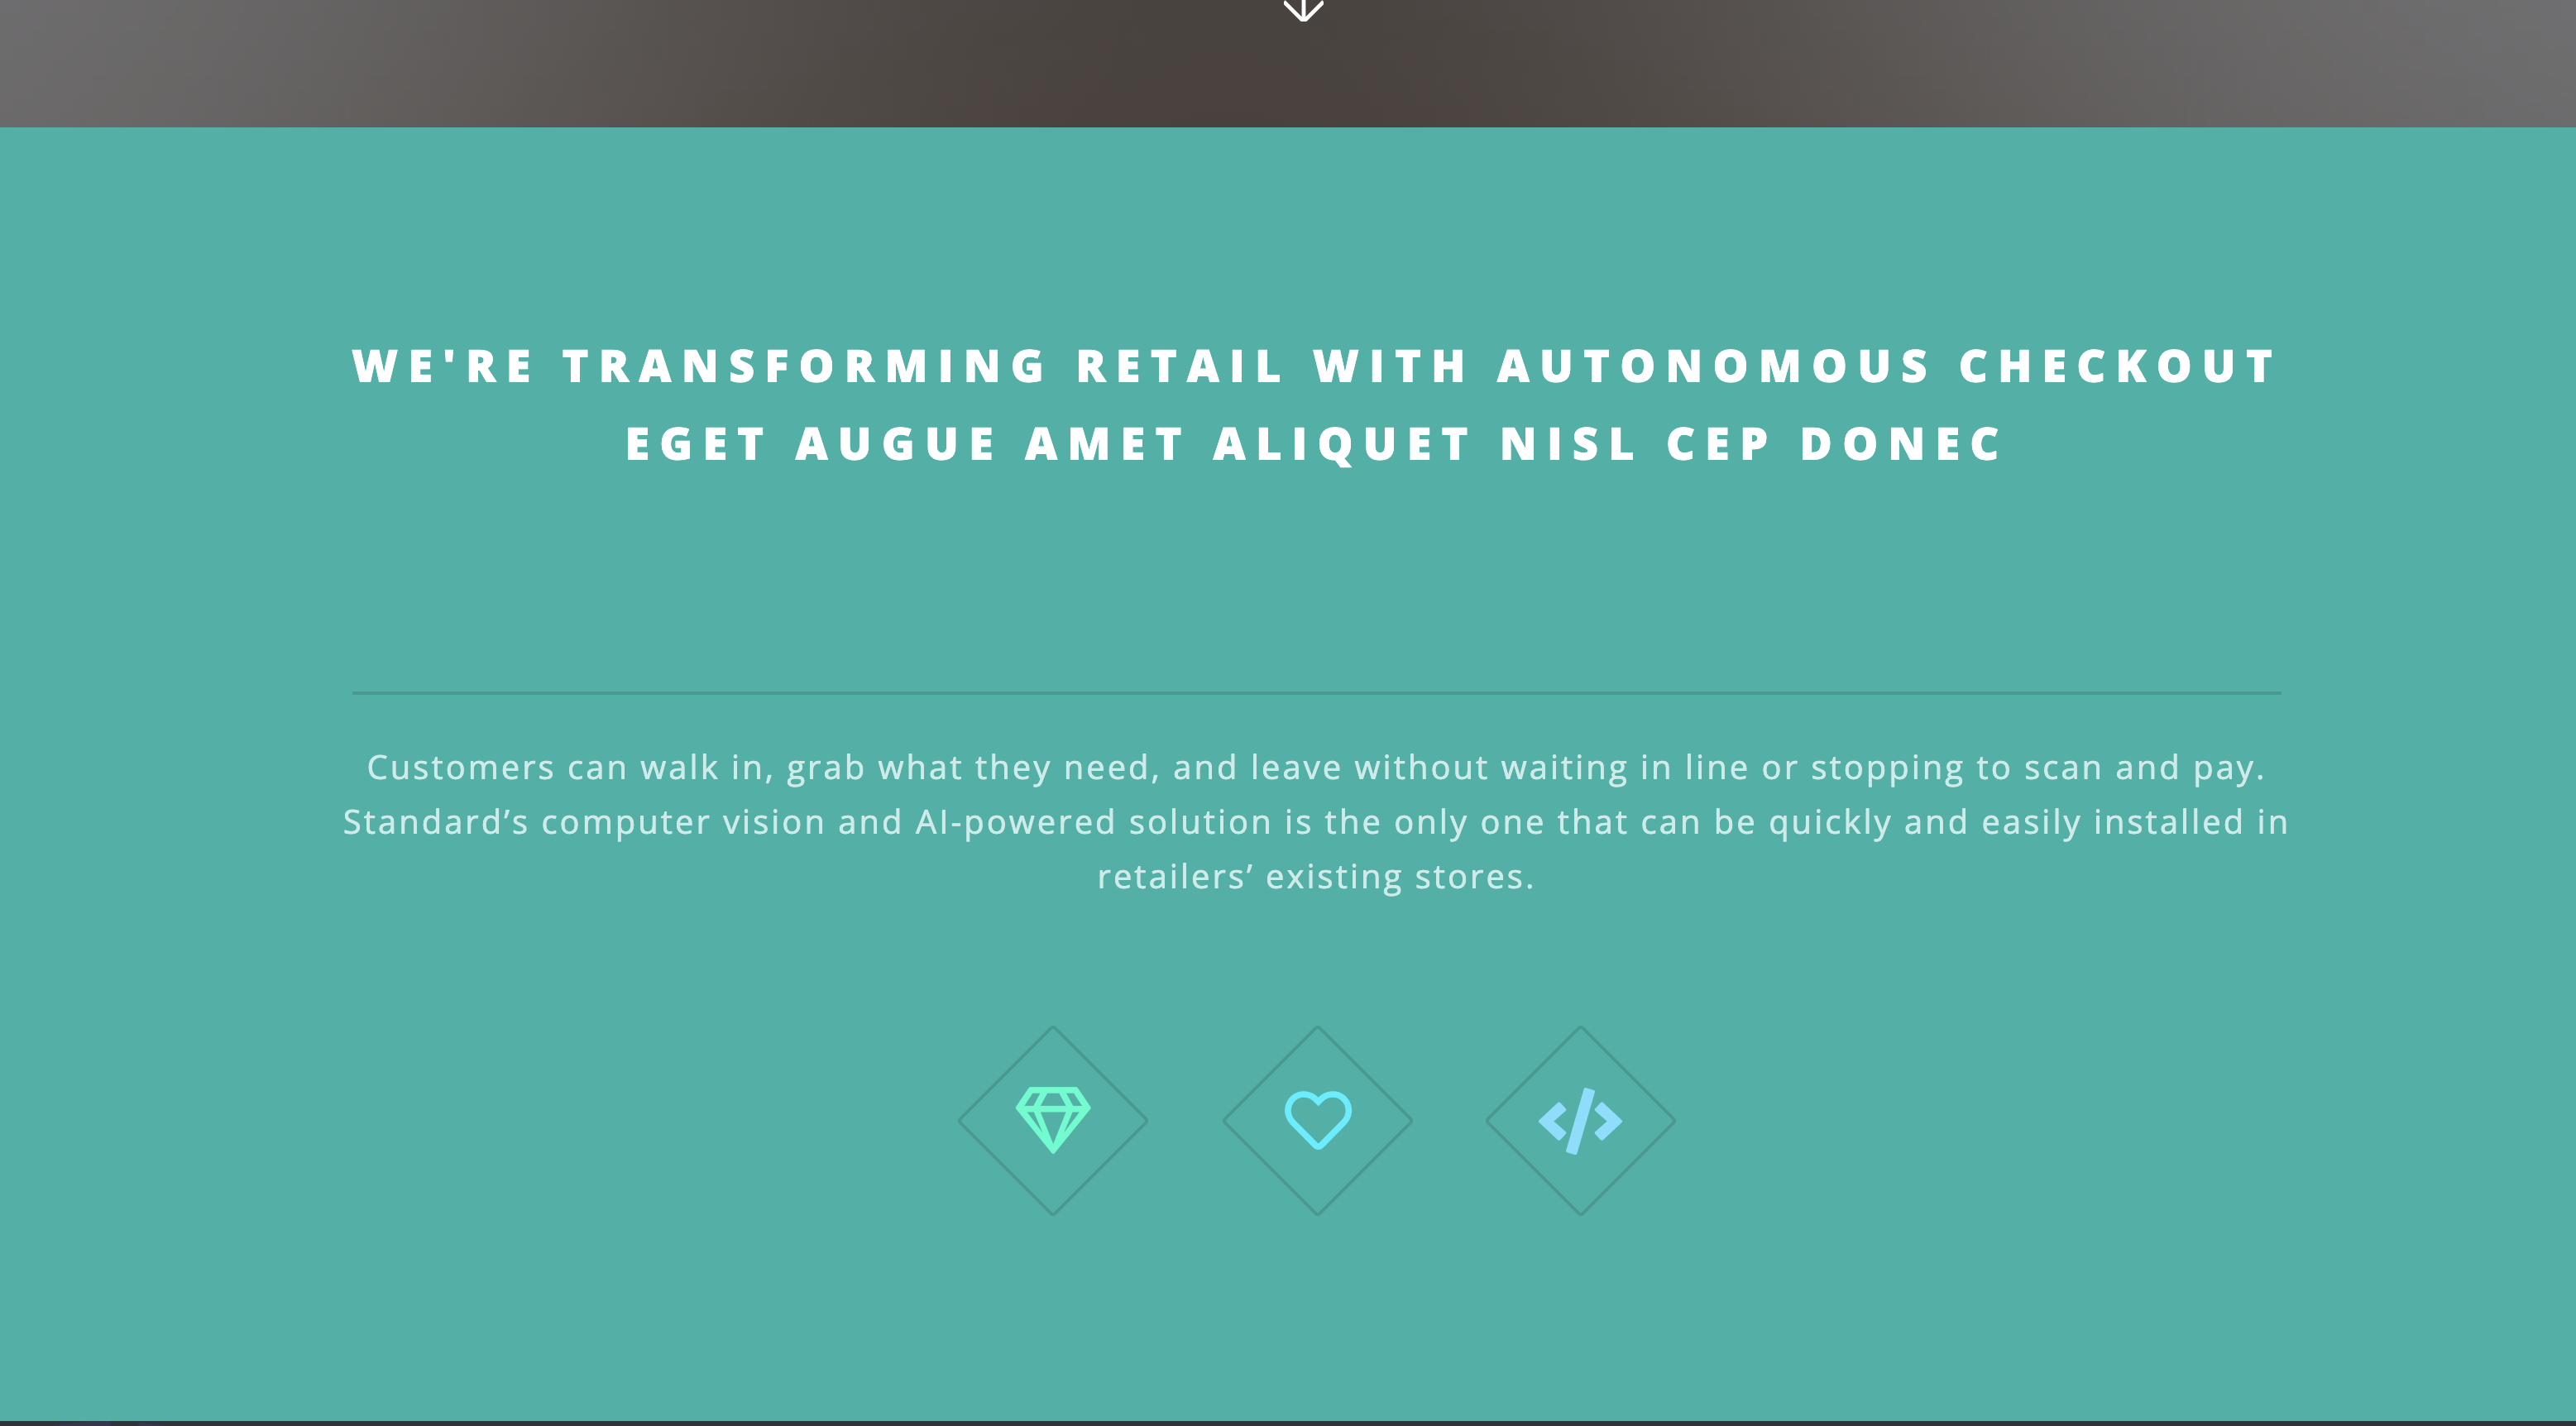 WE'RE TRANSFORMING RETAIL WITH AUTONOMOUS CHECKOUT
EGET AUGUE AMET ALIQUET NISL CEP DONEC
Customers can walk in, grab what they need, and leave without waiting in line or stopping to scan and pay.
Standard’s computer vision and AI-powered solution is the only one that can be quickly and easily installed in
retailers’ existing stores.